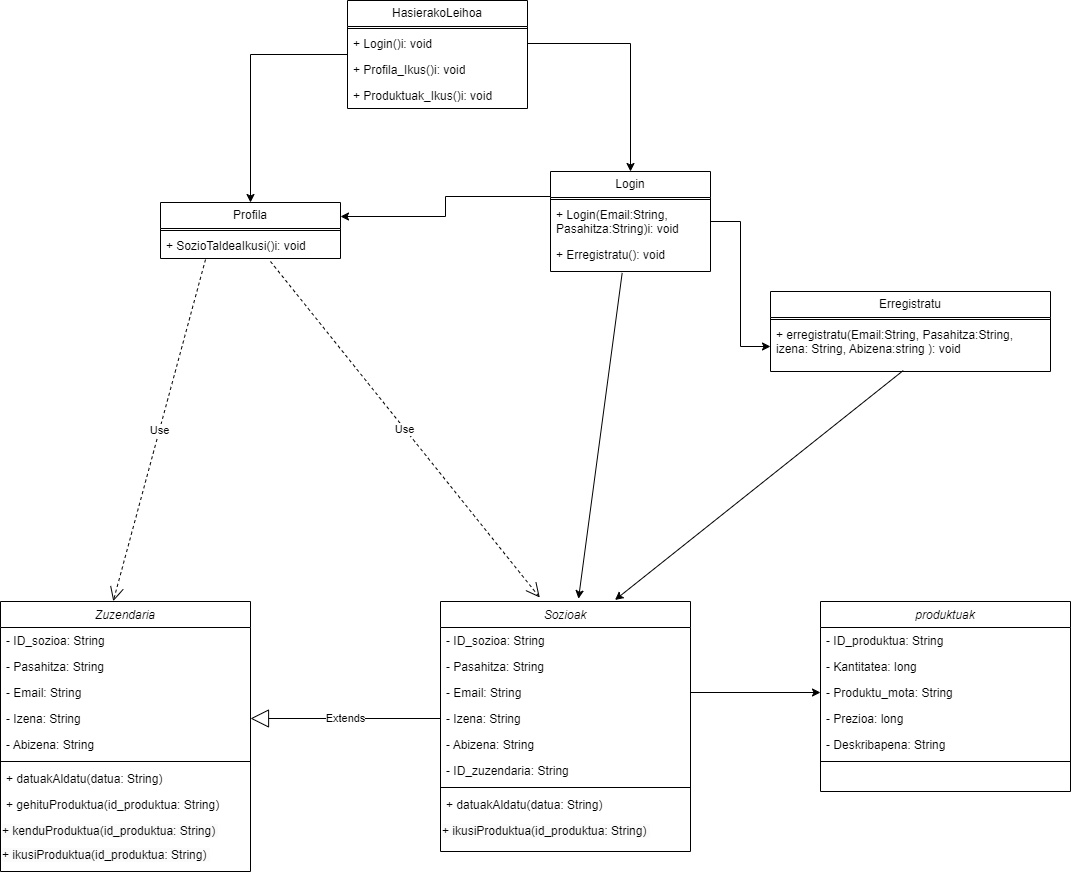 HasierakoLeihoa
+ Login()i: void
+ Profila_Ikus()i: void
+ Produktuak_Ikus()i: void
Login
+ Login(Email:String,
Pasahitza:String)i: void
+ Erregistratu(): void
Profila
+ SozioTaldeaIkusi()i: void
Erregistratu
+ erregistratu(Email:String, Pasahitza:String,
izena: String, Abizena:string ): void
Use
Use
Zuzendaria
- ID_sozioa: String
- Pasahitza: String
- Email: String
- Izena: String
- Abizena: String
+ datuakAldatu(datua: String)
+ gehituProduktua(id_produktua: String)
+ kenduProduktua(id_produktua: String)
+ ikusiProduktua(id_produktua: String)
Extends
Sozioak
- ID_sozioa: String
- Pasahitza: String
- Email: String
- Izena: String
- Abizena: String
- ID_zuzendaria: String
+ datuakAldatu(datua: String)
+ ikusiProduktua(id_produktua: String)
produktuak
- ID_produktua: String
- Kantitatea: long
- Produktu_mota: String
- Prezioa: long
- Deskribapena: String